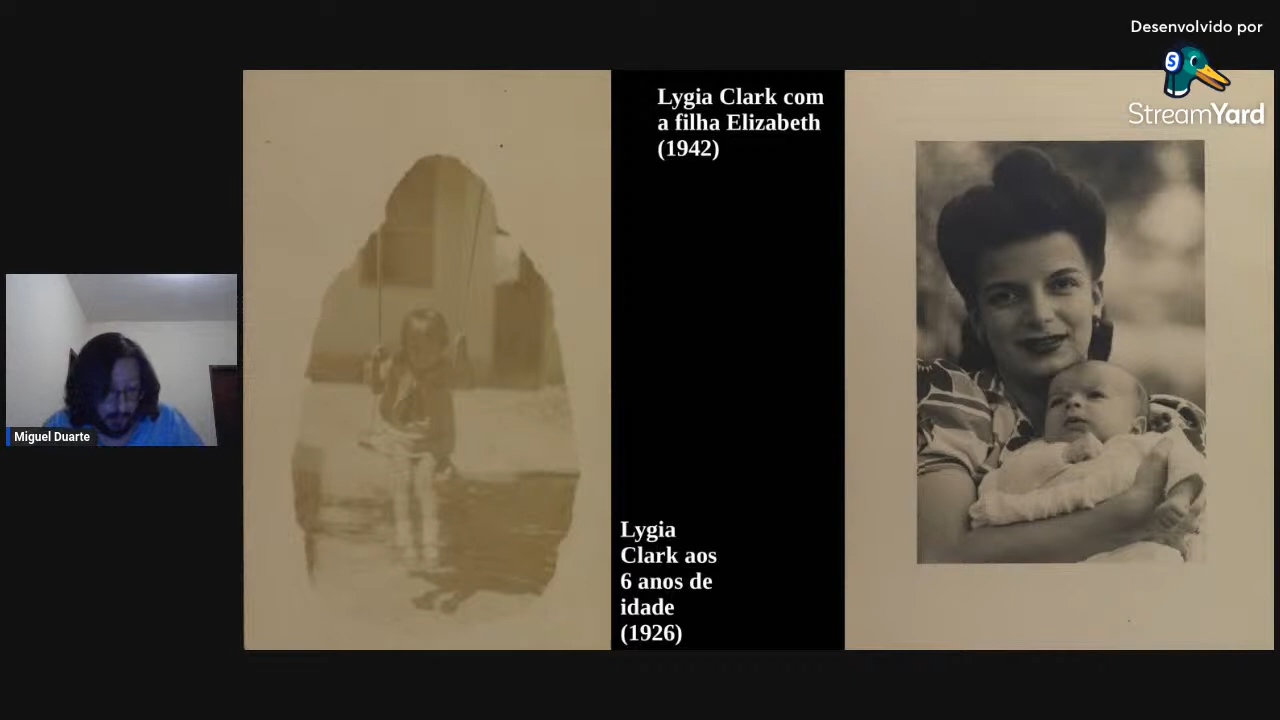 Desenvolvido por
StreamYard
Lygia Clark com
a filha Elizabeth
(1942)
Miguel Duarte
Lygia
Clark aos
6 anos de
idade
(1926)